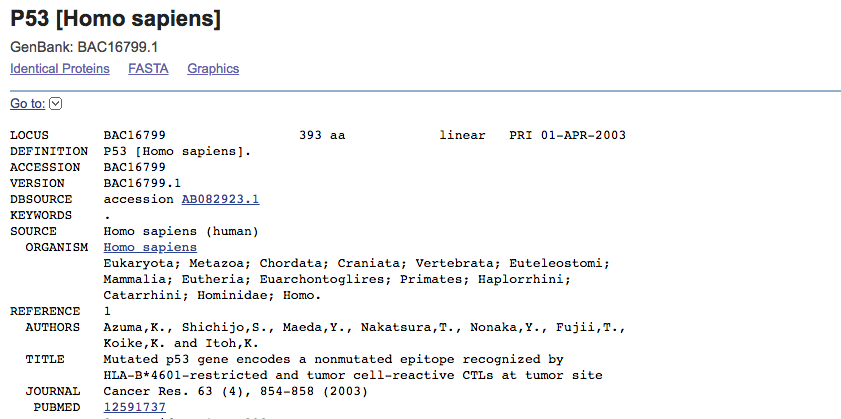 P53 [Homo sapiens]
GenBank: BAC16799.1
Identical Proteins FASTA Graphics
Go to:
LOCUS BAC16799 393 aa linear PRI 01-APR-2003
DEFINITION P53 [Homo sapiens].
ACCESSION BAC16799
VERSION BAC16799.1
DBSOURCE accession AB082923.1
KEYWORDS .
SOURCE Homo sapiens (human)
ORGANISM Homo sapiens
Eukaryota; Metazoa; Chordata; Craniata; Vertebrata; Euteleostomi;
Mammalia; Eutheria; Euarchontoglires; Primates; Haplorrhini;
Catarrhini; Hominidae; Homo.
REFERENCE 1
AUTHORS Azuma,K., Shichijo,S., Maeda,Y., Nakatsura,T., Nonaka,Y., Fujii,T.,
Koike,K. and Itoh,K.
TITLE Mutated p53 gene encodes a nonmutated epitope recognized by
HLA-B*4601-restricted and tumor cell-reactive CTLs at tumor site
JOURNAL Cancer Res. 63 (4), 854-858 (2003)
PUBMED 12591737